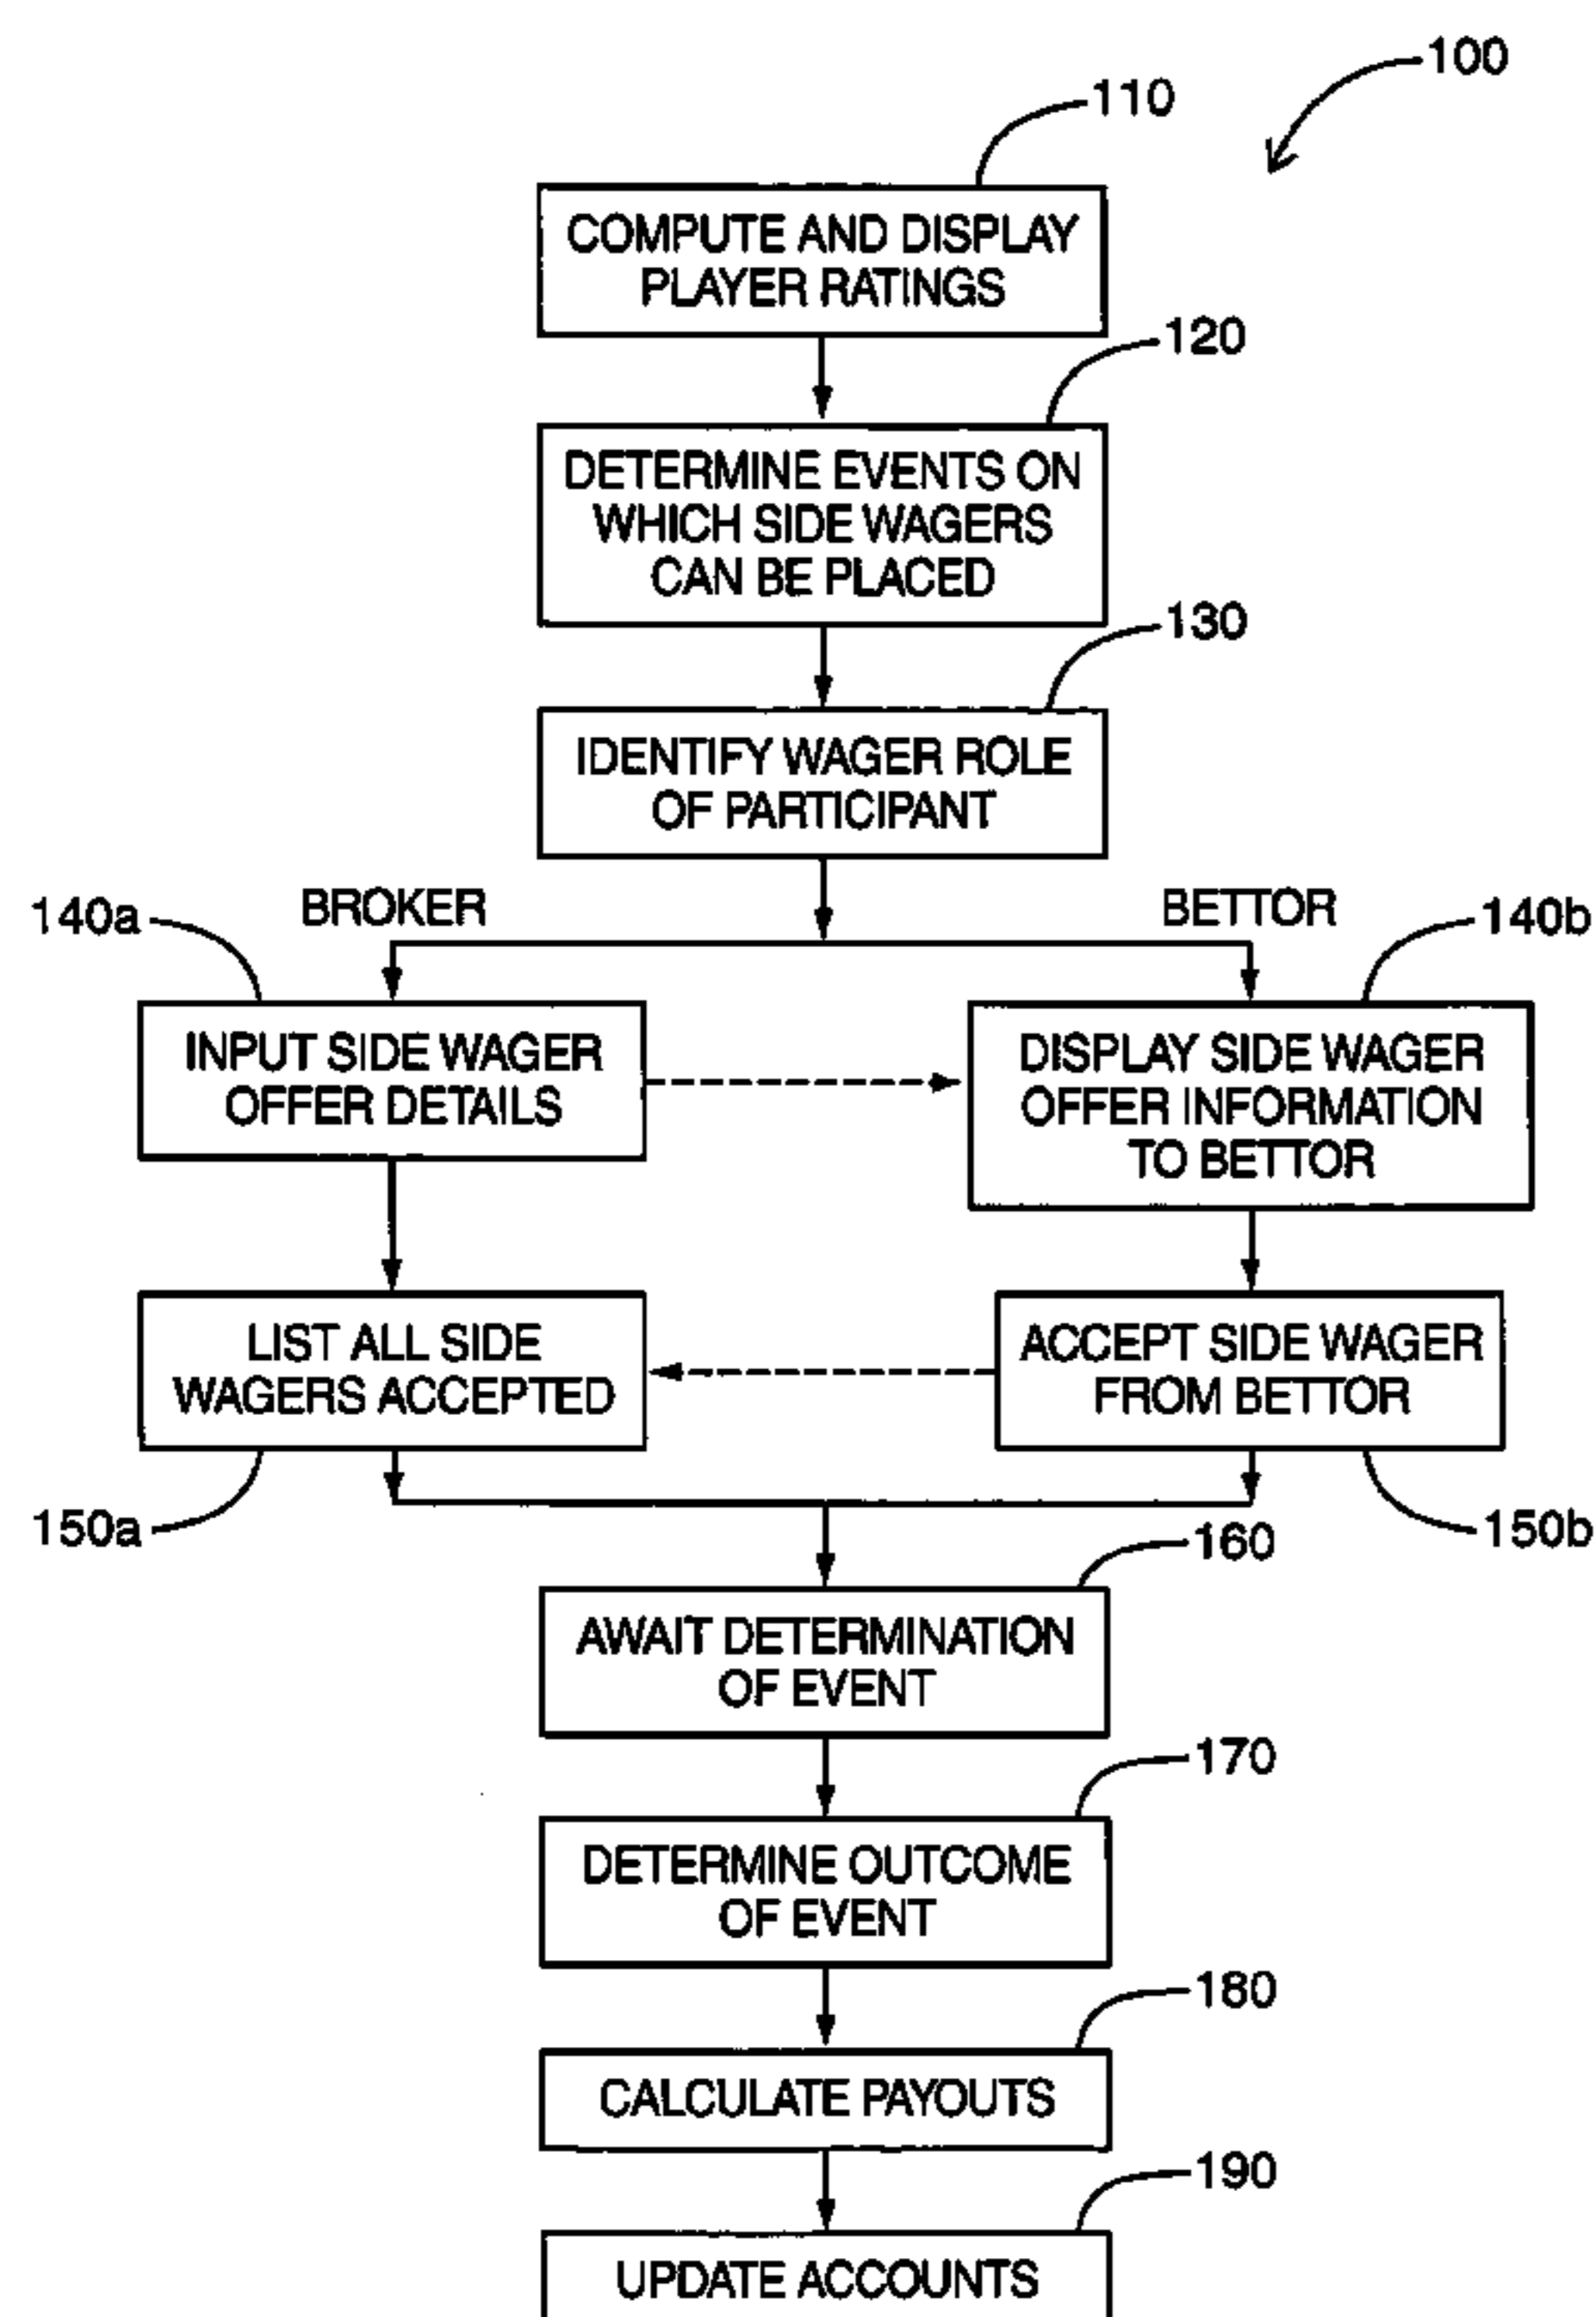 100
110
COMPUTE AND DISPLAY
PLAYER RATINGS
120
DETERMINE EVENTS ON
WHICH SIDE WAGERS
CAN BE PLACED
130
IDENTIFY WAGER ROLE
OF PARTICIPANT
140a
BROKER
BETTOR
140b
INPUT SIDE WAGER
OFFER DETAILS
DISPLAY SIDE WAGER
OFFER INFORMATION
TO BETTOR
LIST ALL SIDE
WAGERS ACCEPTED
ACCEPT SIDE WAGER
FROM BETTOR
150a
150b
160
AWAIT DETERMINATION
OF EVENT
170
DETERMINE OUTCOME
OF EVENT
180
CALCULATE PAYOUTS
190
UPDATE ACCOUNTS